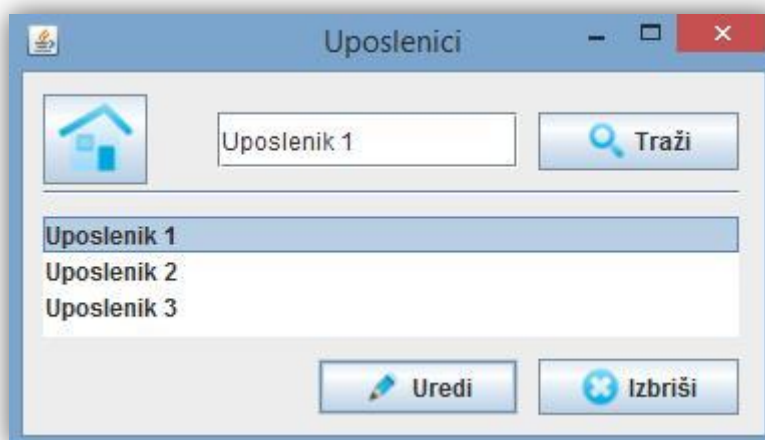 Uposlenici
Uposlenik 1
Traži
Uposlenik 1
Uposlenik 2
Uposlenik 3
Uredi
Izbriši